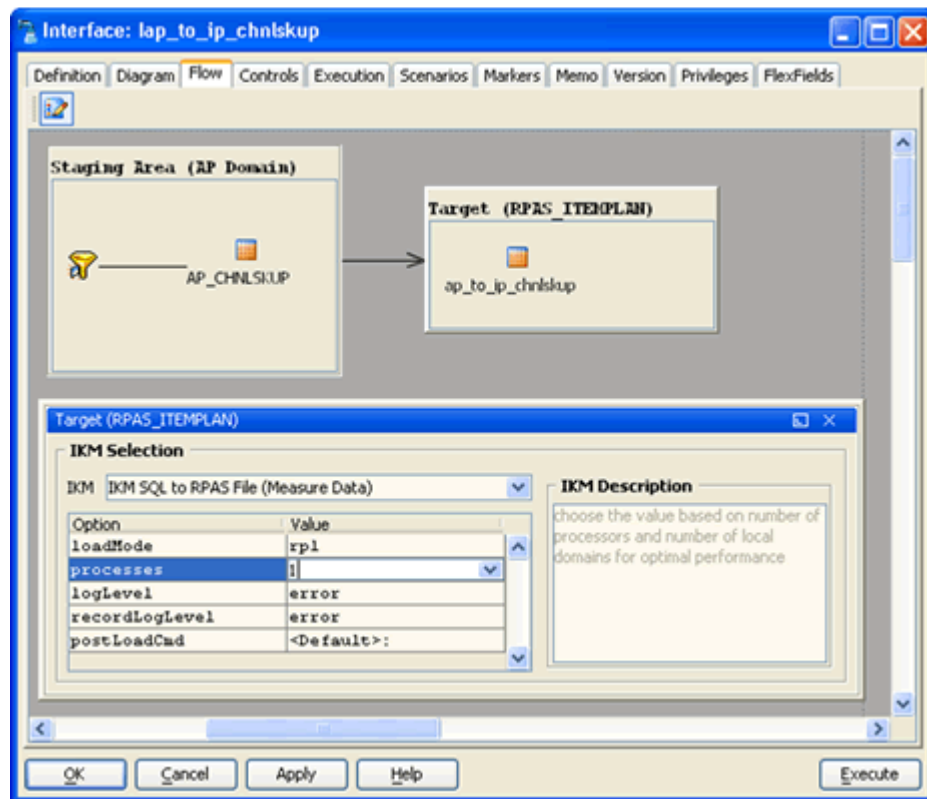 Interface: lap_to_ip_chnlskup
Definition Diagram Flow Controls Execution Scenarios Markers Memo Version Privileges FlexFields
Staging Area (AP Domain)
AP_CHNLSKUP
Target (RPAS_ITEMPLAN)
ap_to_ip_chnlskup
Target (RPAS_ITEMPLAN)
IKM Selection
IKM IKM SQL to RPAS File (Measure Data)
Option Value
loadMode rpl
processes 1
logLevel error
recordLogLevel error
postLoadCmd <Default>:
IKM Description
choose the value based on number of
processors and number of local
domains for optimal performance
OK Cancel Apply Help Execute